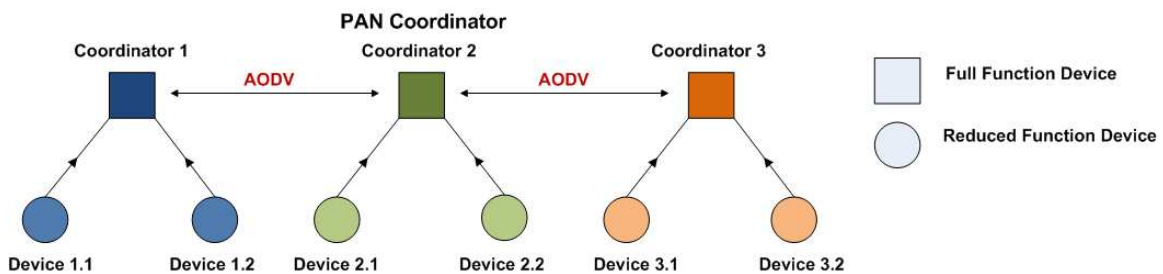 PAN Coordinator
Coordinator 1
Coordinator 2
Coordinator 3
AODV
AODV
Full Function Device
Reduced Function Device
Device 1.1
Device 1.2
Device 2.1
Device 2.2
Device 3.1
Device 3.2